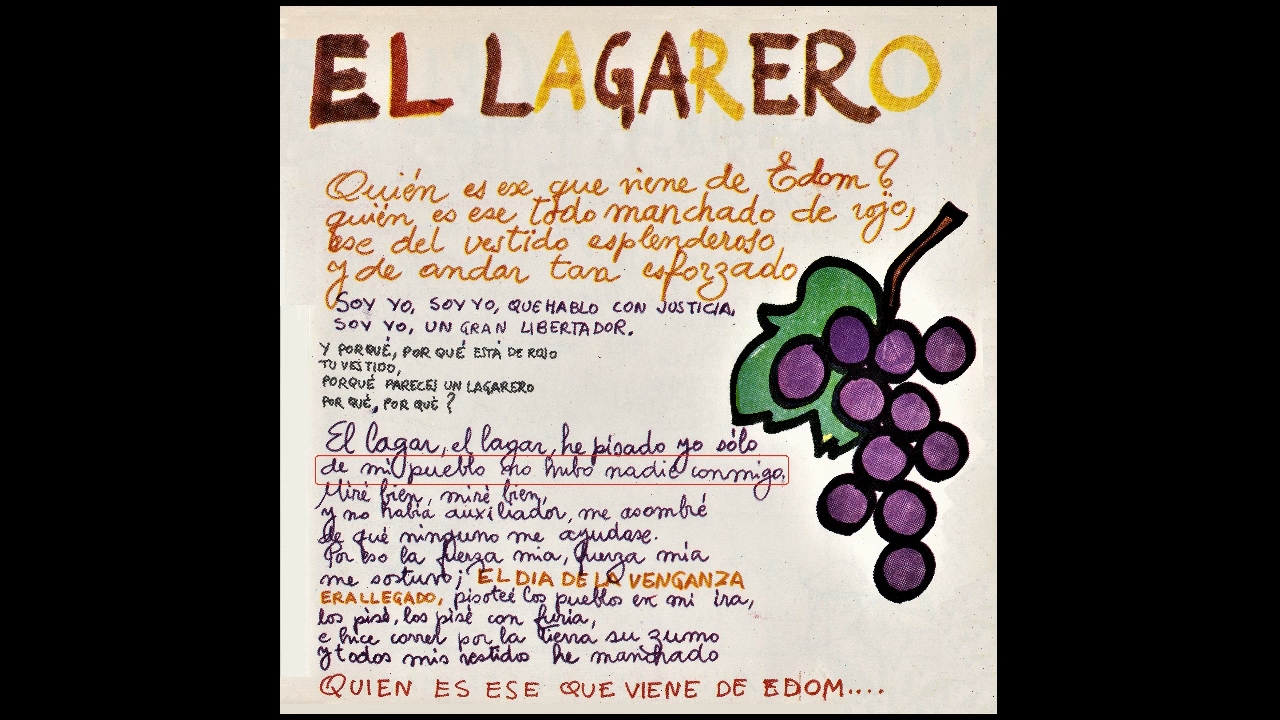 EL LAGARERO
Quién es ese que viene de Edom?
quién es ese todo manchado de rojo,
ese del vestido esplenderoso
y de andar tan esforzado
SOY YO, SOY YO, QUE HABLO CON JUSTICIA,
SOY YO, UN GRAN LIBERTADOR.
Y PORQUÉ, POR QUÉ ESTÁ DE ROJO
TU VESTIDO,
PORQUÉ PARECES UN LAGARERO
POR QUÉ, POR QUÉ?
El lagar, el lagar, he pisado yo sólo
de mi pueblo no hubo nadie conmigo.
Miré bien, miré bien,
y no había auxiliador, me asombré
de qué ninguno me ayudase.
Por eso la fuerza mia, fuerza mía
me sostuvo; EL DIA DE LA VENGANZA
ERA LLEGADO, pisoteé los pueblos en mi ira,
los pisé, los pisé con furia,
e hice correr por la tierra su zumo
y todos mis vestidos he manchado
QUIEN ES ESE QUE VIENE DE EDOM....